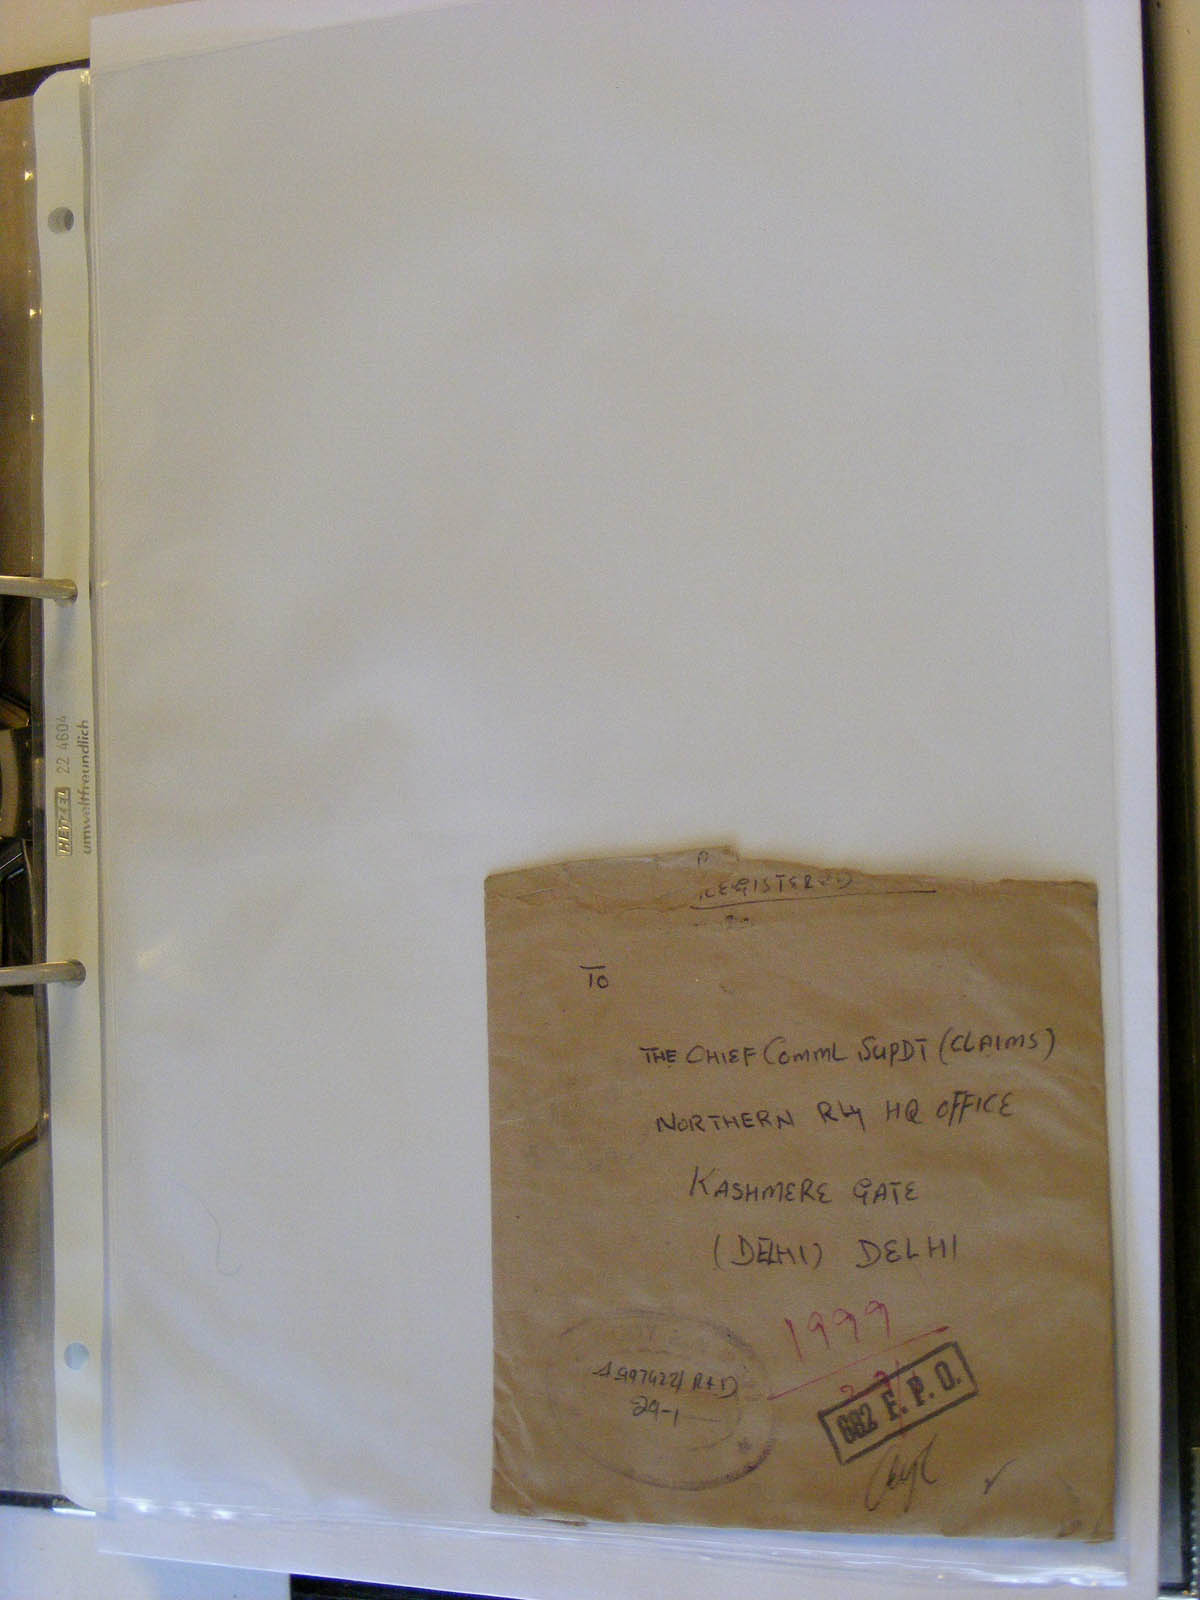 HETZEL 22 4604
umweltfreundlich
REGISTERED
To
THE CHIEF COMML SUPDT (CLAIMS)
NORTHERN RLY HQ OFFICE
KASHMERE GATE
(DELHI) DELHI
1999
682 E. P. O.
29-1